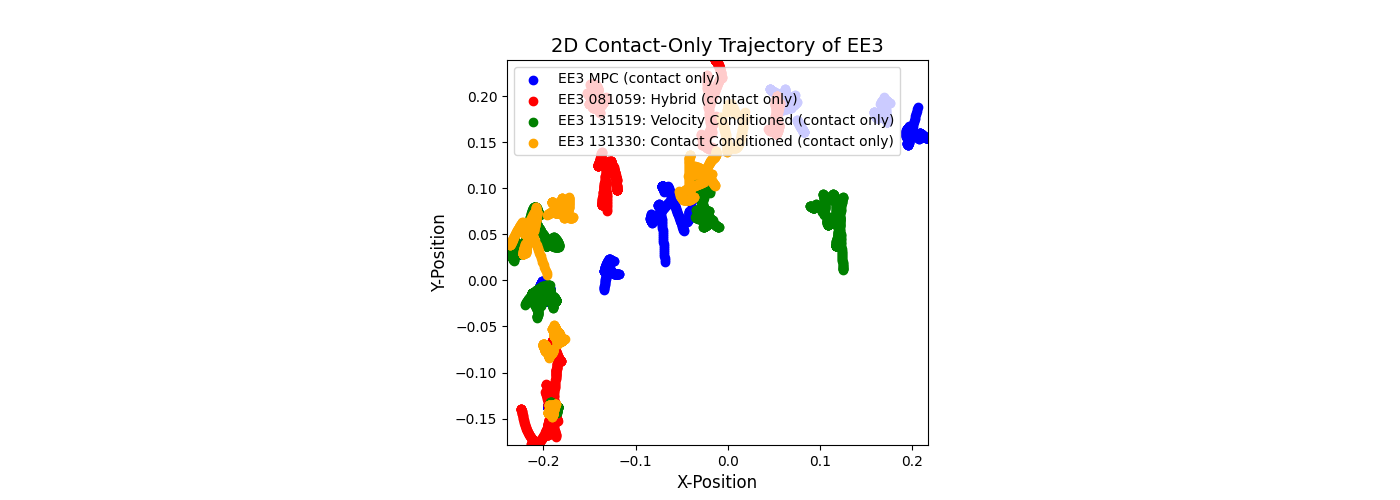 2D Contact-Only Trajectory of EE3
EE3 MPC (contact only)
EE3 081059: Hybrid (contact only)
EE3 131519: Velocity Conditioned (contact only)
EE3 131330: Contact Conditioned (contact only)
Y-Position
0.20
0.15
0.10
0.05
0.00
−0.05
−0.10
−0.15
−0.2
−0.1
0.0
0.1
0.2
X-Position